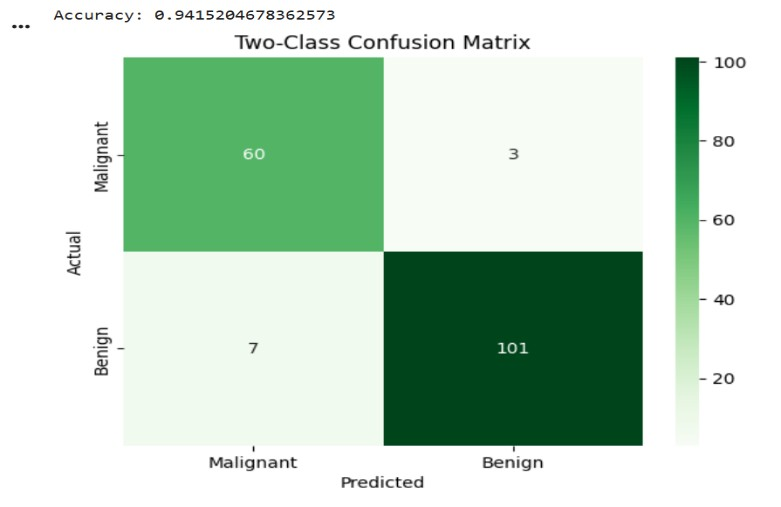 Accuracy: 0.9415204678362573
...
Two-Class Confusion Matrix
Actual
Malignant
60
3
Benign
7
101
Malignant
Benign
Predicted
100
80
60
40
20